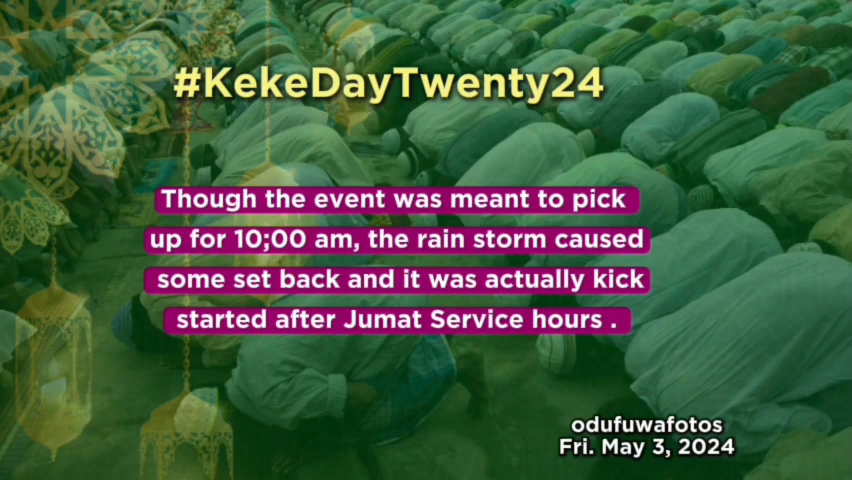 #KekeDayTwenty24
Though the event was meant to pick
up for 10;00 am, the rain storm caused
some set back and it was actually kick
started after Jumat Service hours .
odufuwafotos
Fri. May 3, 2024